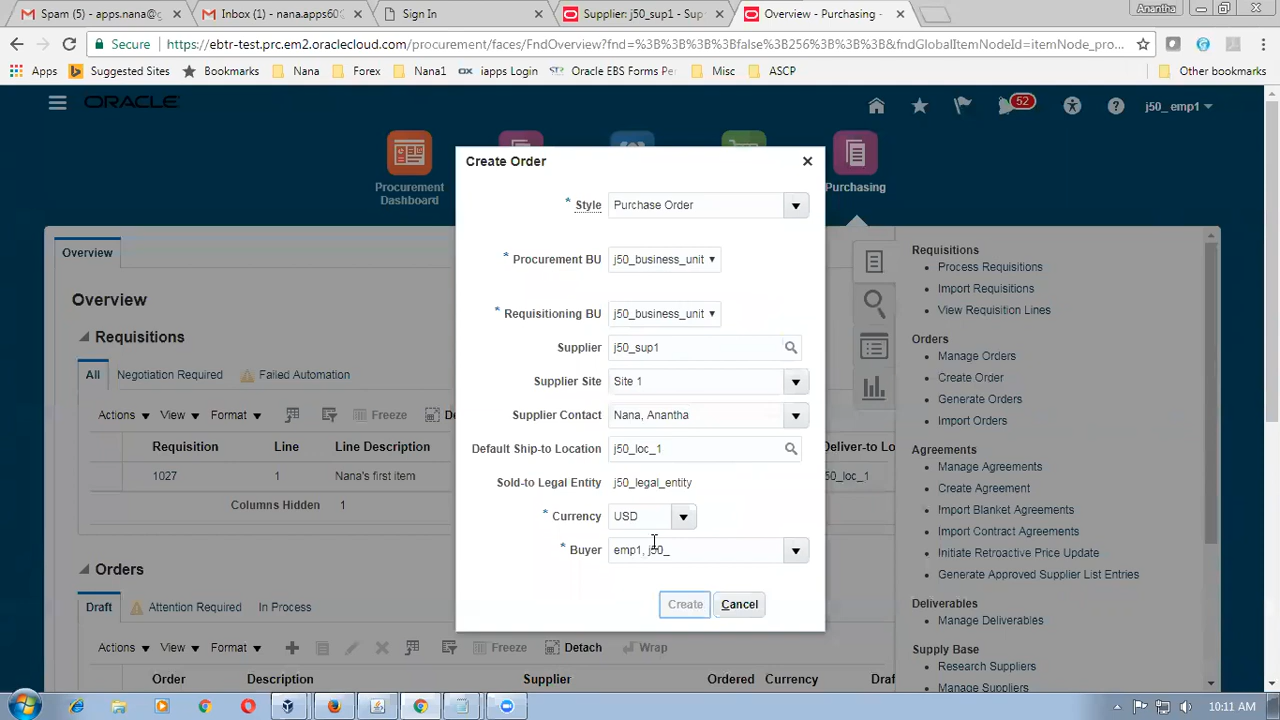 Spam (5) - apps.nana@g
Inbox (1) - nana.apps60
Sign In
Supplier: j50_sup1 - Sup
Overview - Purchasing -
Anantha
Secure
https://ebtr-test.prc.em2.oraclecloud.com/procurement/faces/FndOverview?fnd=%3B%3B%3B%3Bfalse%3B256%3B%3B%3B&fndGlobalItemNodeId=itemNode_pro...
Apps
Suggested Sites
Bookmarks
Nana
Forex
Nana1
iapps Login
Oracle EBS Forms Per
Misc
ASCP
Other bookmarks
ORACLE
52
j50_ emp1
Procurement
Dashboard
Purchasing
Overview
Overview
Requisitions
All
Negotiation Required
Failed Automation
Actions
View
Format
Freeze
De
Requisition
Line
Line Description
Deliver-to Lo
1027
1
Nana's first item
j50_loc_1
Columns Hidden 1
Orders
Draft
Attention Required
In Process
Actions
View
Format
Freeze
Detach
Wrap
Order
Description
Supplier
Ordered
Currency
Draf
Create Order
* Style
Purchase Order
* Procurement BU
j50_business_unit
* Requisitioning BU
j50_business_unit
Supplier
j50_sup1
Supplier Site
Site 1
Supplier Contact
Nana, Anantha
Default Ship-to Location
j50_loc_1
Sold-to Legal Entity
j50_legal_entity
* Currency
USD
* Buyer
emp1, j50_
Create
Cancel
Requisitions
Process Requisitions
Import Requisitions
View Requisition Lines
Orders
Manage Orders
Create Order
Generate Orders
Import Orders
Agreements
Manage Agreements
Create Agreement
Import Blanket Agreements
Import Contract Agreements
Initiate Retroactive Price Update
Generate Approved Supplier List Entries
Deliverables
Manage Deliverables
Supply Base
Research Suppliers
Manage Suppliers
10:11 AM